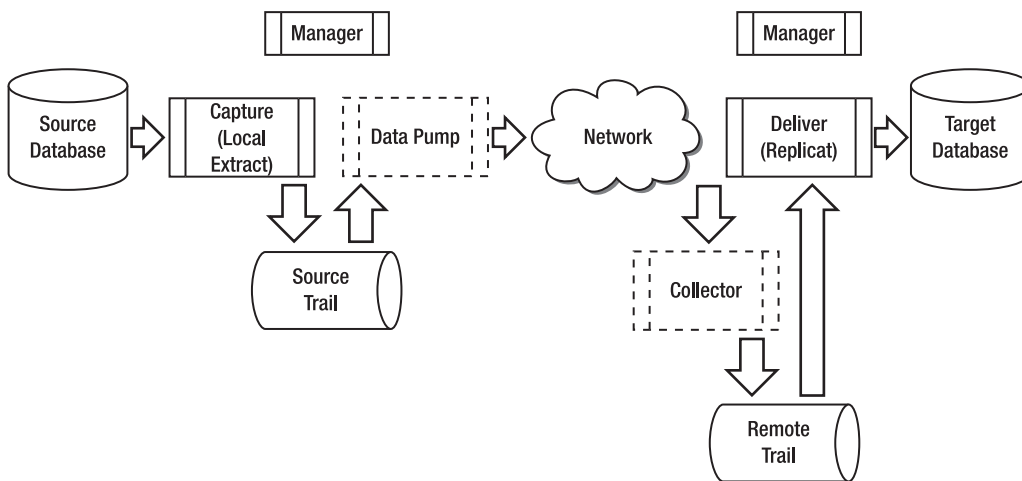 Manager
Manager
Source
Database
Capture
(Local
Extract)
Data Pump
Network
Deliver
(Replicat)
Target
Database
Source
Trail
Collector
Remote
Trail